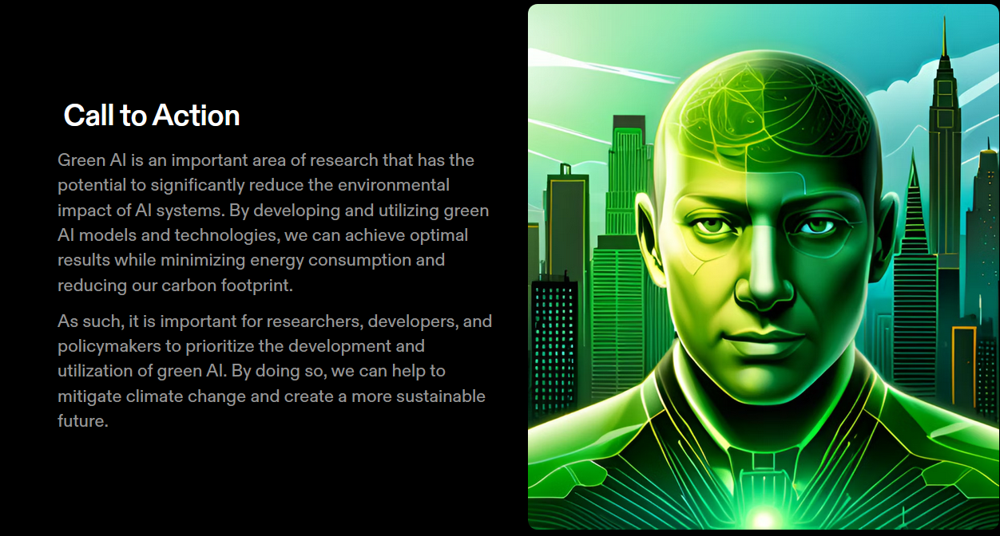 Call to Action
Green AI is an important area of research that has the
potential to significantly reduce the environmental
impact of AI systems. By developing and utilizing green
AI models and technologies, we can achieve optimal
results while minimizing energy consumption and
reducing our carbon footprint.
As such, it is important for researchers, developers, and
policymakers to prioritize the development and
utilization of green AI. By doing so, we can help to
mitigate climate change and create a more sustainable
future.